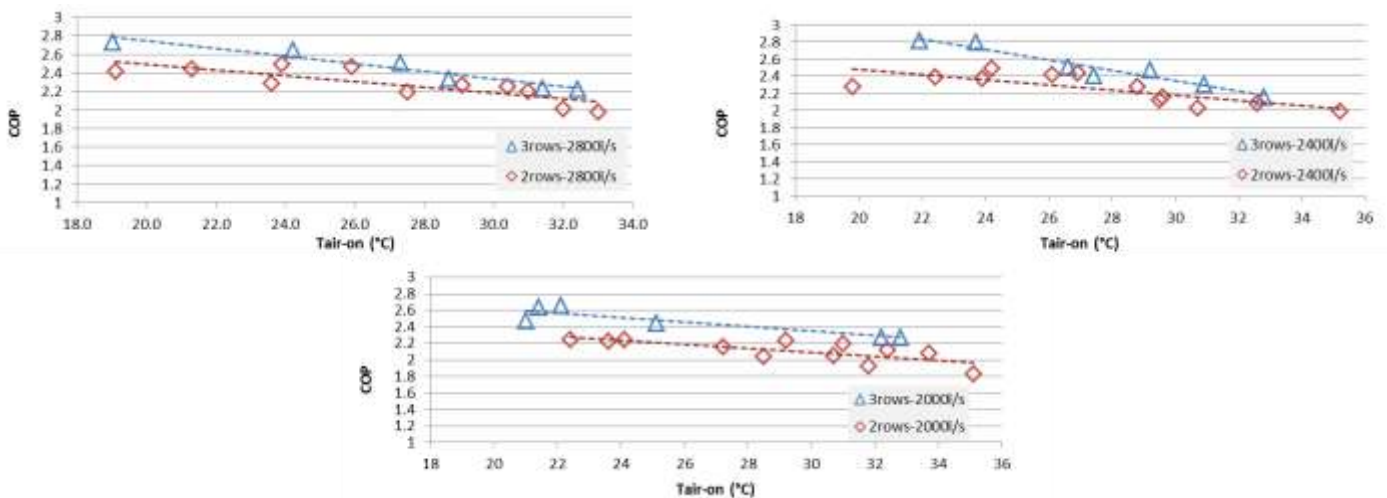 3
2.8
2.6
2.4
2.2
2
1.8
1.6
1.4
1.2
1
COP
3rows-2800l/s
2rows-2800l/s
18.0 20.0 22.0 24.0 26.0 28.0 30.0 32.0 34.0
Tair-on (°C)
3
2.8
2.6
2.4
2.2
2
1.8
1.6
1.4
1.2
1
COP
3rows-2400l/s
2rows-2400l/s
18 20 22 24 26 28 30 32 34 36
Tair-on (°C)
3
2.8
2.6
2.4
2.2
2
1.8
1.6
1.4
1.2
1
COP
3rows-2000l/s
2rows-2000l/s
18 20 22 24 26 28 30 32 34 36
Tair-on (°C)